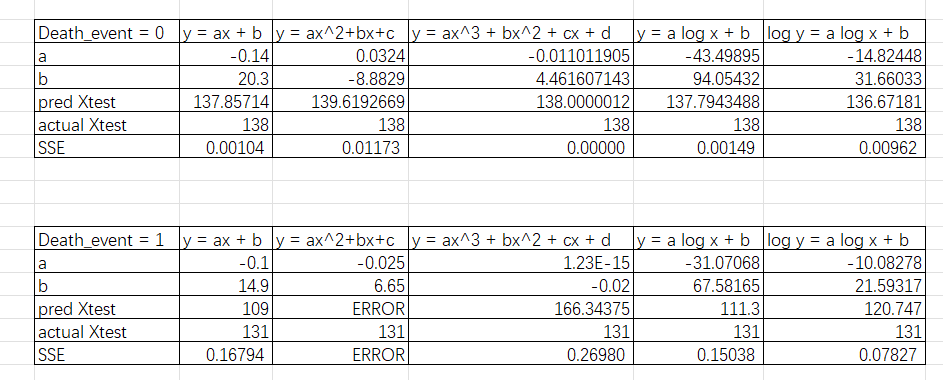 Death_event = 0 y = ax + b y = ax^2+bx+c y = ax^3 + bx^2 + cx + d y = a log x + b log y = a log x + b
a -0.14 0.0324 -0.011011905 -43.49895 -14.82448
b 20.3 -8.8829 4.461607143 94.05432 31.66033
pred Xtest 137.85714 139.6192669 138.0000012 137.7943488 136.67181
actual Xtest 138 138 138 138 138
SSE 0.00104 0.01173 0.00000 0.00149 0.00962
Death_event = 1 y = ax + b y = ax^2+bx+c y = ax^3 + bx^2 + cx + d y = a log x + b log y = a log x + b
a -0.1 -0.025 1.23E-15 -31.07068 -10.08278
b 14.9 6.65 -0.02 67.58165 21.59317
pred Xtest 109 ERROR 166.34375 111.3 120.747
actual Xtest 131 131 131 131 131
SSE 0.16794 ERROR 0.26980 0.15038 0.07827